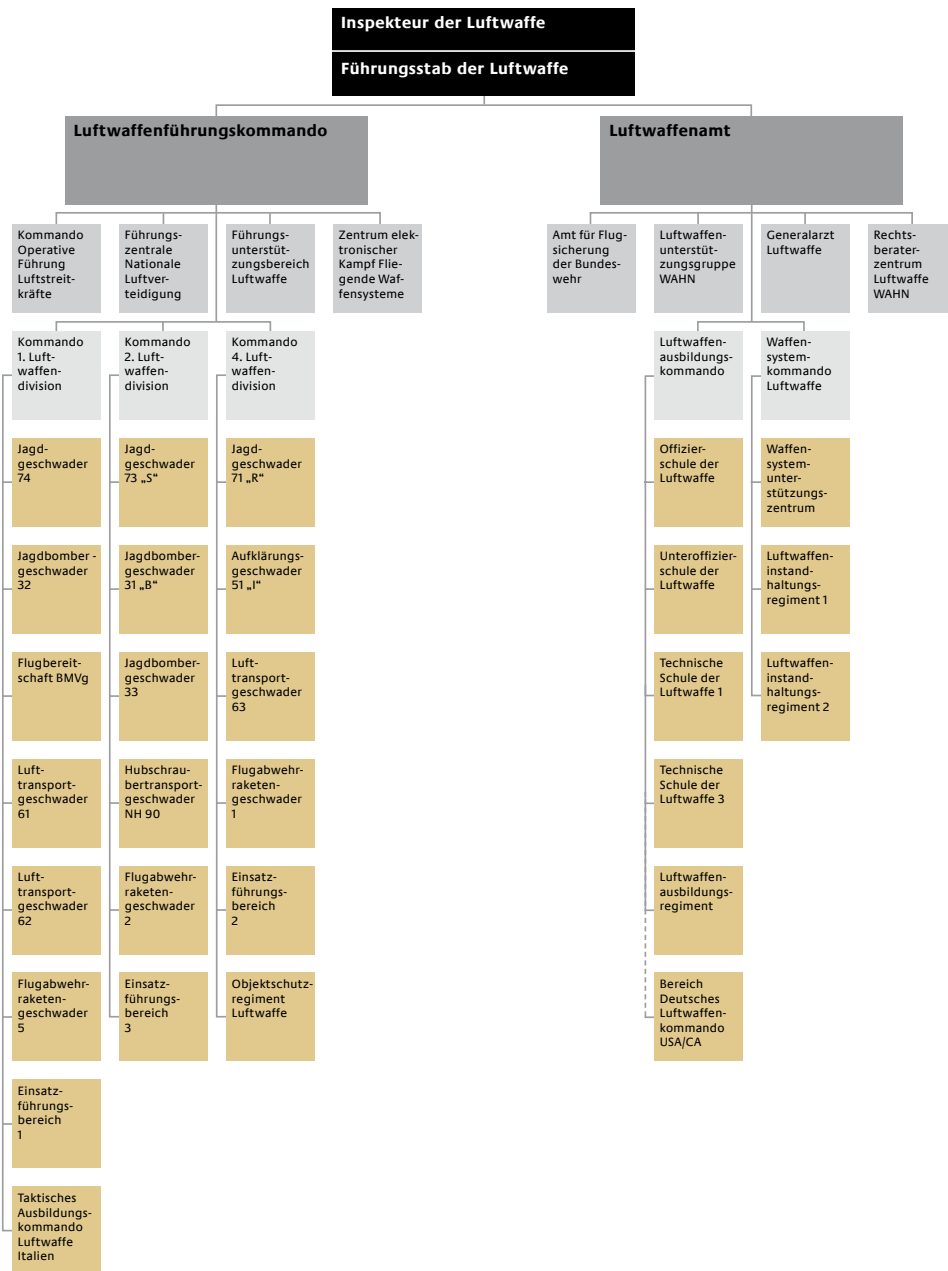 Inspekteur der Luftwaffe
Führungsstab der Luftwaffe
Luftwaffenführungskommando
Luftwaffenamt
Kommando
Operative
Führung
Luftstreit-
kräfte
Führungs-
zentrale
Nationale
Luftver-
teidigung
Führungs-
unterstüt-
zungsbereich
Luftwaffe
Zentrum elek-
tronischer
Kampf Flie-
gende Waf-
fensysteme
Amt für Flug-
sicherung
der Bundes-
wehr
Luftwaffen-
unterstüt-
zungsgruppe
WAHN
Generalarzt
Luftwaffe
Rechts-
berater-
zentrum
Luftwaffe
WAHN
Kommando
1. Luft-
waffen-
division
Kommando
2. Luft-
waffen-
division
Kommando
4. Luft-
waffen-
division
Luftwaffen-
ausbildungs-
kommando
Waffen-
system-
kommando
Luftwaffe
Jagd-
geschwader
74
Jagd-
geschwader
73 „S“
Jagd-
geschwader
71 „R“
Offizier-
schule der
Luftwaffe
Waffen-
system-
unter-
stützungs-
zentrum
Jagdbomber -
geschwader
32
Jagdbomber-
geschwader
31 „B“
Aufklärungs-
geschwader
51 „I“
Unteroffizier-
schule der
Luftwaffe
Luftwaffen-
instand-
haltungs-
regiment 1
Flugbereit-
schaft BMVg
Jagdbomber-
geschwader
33
Luft-
transport-
geschwader
63
Technische
Schule der
Luftwaffe 1
Luftwaffen-
instand-
haltungs-
regiment 2
Luft-
transport-
geschwader
61
Hubschrau-
bertransport-
geschwader
NH 90
Flugabwehr-
raketen-
geschwader
1
Technische
Schule der
Luftwaffe 3
Luft-
transport-
geschwader
62
Flugabwehr-
raketen-
geschwader
2
Einsatz-
führungs-
bereich
2
Luftwaffen-
ausbildungs-
regiment
Flugabwehr-
raketen-
geschwader
5
Einsatz-
führungs-
bereich
3
Objektschutz-
regiment
Luftwaffe
Bereich
Deutsches
Luftwaffen-
kommando
USA/CA
Einsatz-
führungs-
bereich
1
Taktisches
Ausbildungs-
kommando
Luftwaffe
Italien